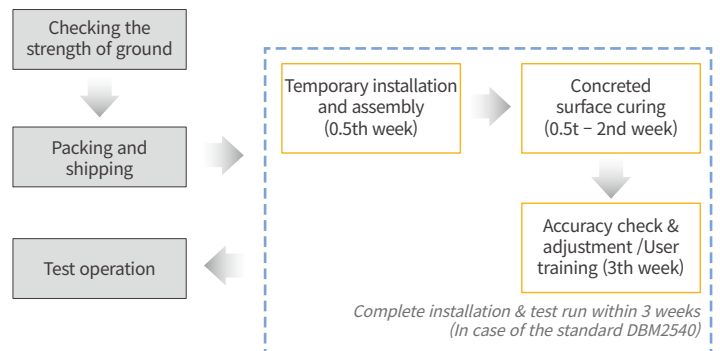 Checking the
strength of ground
Packing and
shipping
Temporary installation
and assembly
(0.5th week)
Concreted
surface curing
(0.5t – 2nd week)
Accuracy check &
adjustment /User
training (3th week)
Test operation
Complete installation & test run within 3 weeks
(In case of the standard DBM2540)